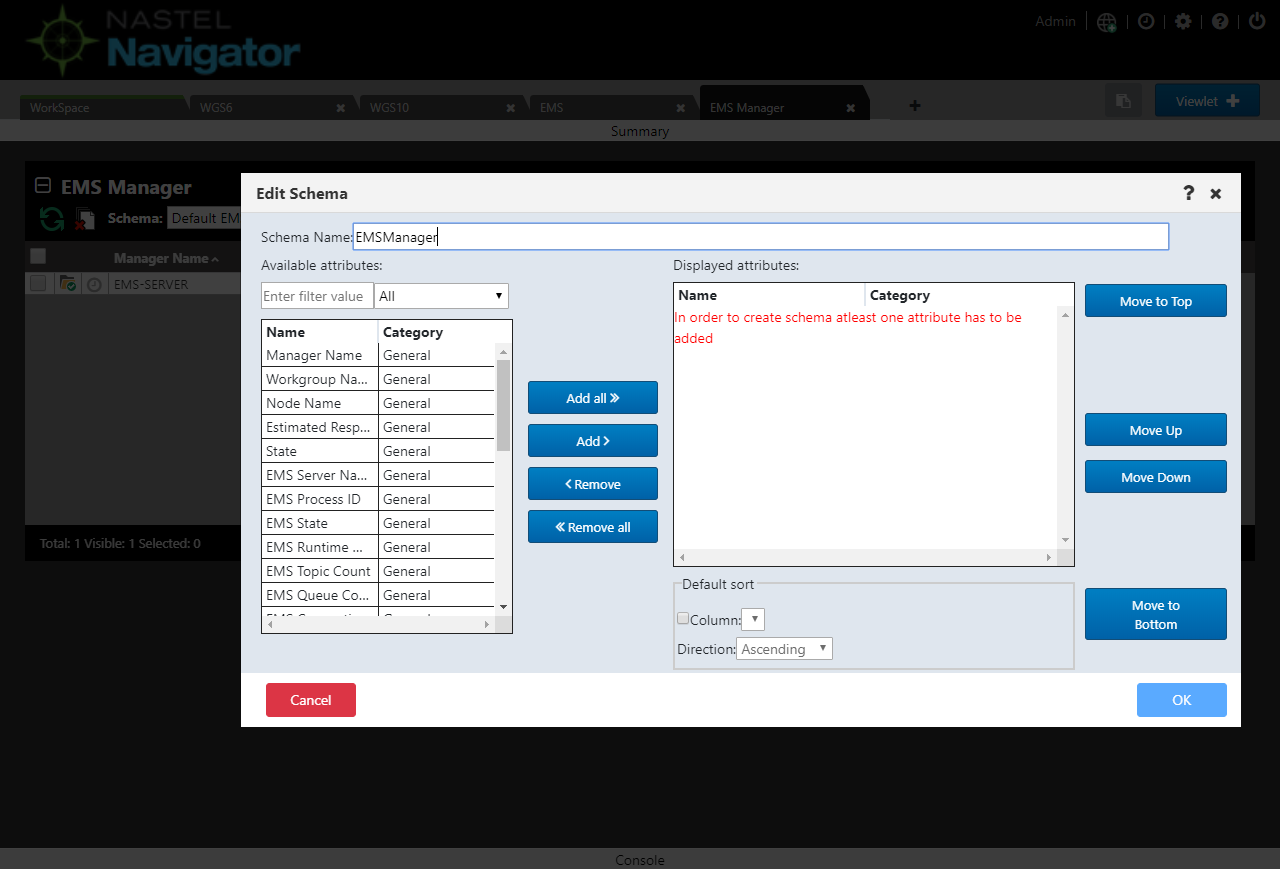 NASTEL
Navigator
Admin
WorkSpace
WGS6
WGS10
EMS
EMS Manager
Viewlet
Summary
EMS Manager
Schema: Default EM
Manager Name
EMS-SERVER
Total: 1 Visible: 1 Selected: 0
Edit Schema
Schema Name: EMSManager
Available attributes:
Enter filter value All
Name Category
Manager Name General
Workgroup Na... General
Node Name General
Estimated Resp... General
State General
EMS Server Na... General
EMS Process ID General
EMS State General
EMS Runtime ... General
EMS Topic Count General
EMS Queue Co... General
Add all
Add
Remove
Remove all
Displayed attributes:
Name Category
In order to create schema atleast one attribute has to be
added
Default sort
Column:
Direction: Ascending
Move to Top
Move Up
Move Down
Move to
Bottom
Cancel
OK
Console